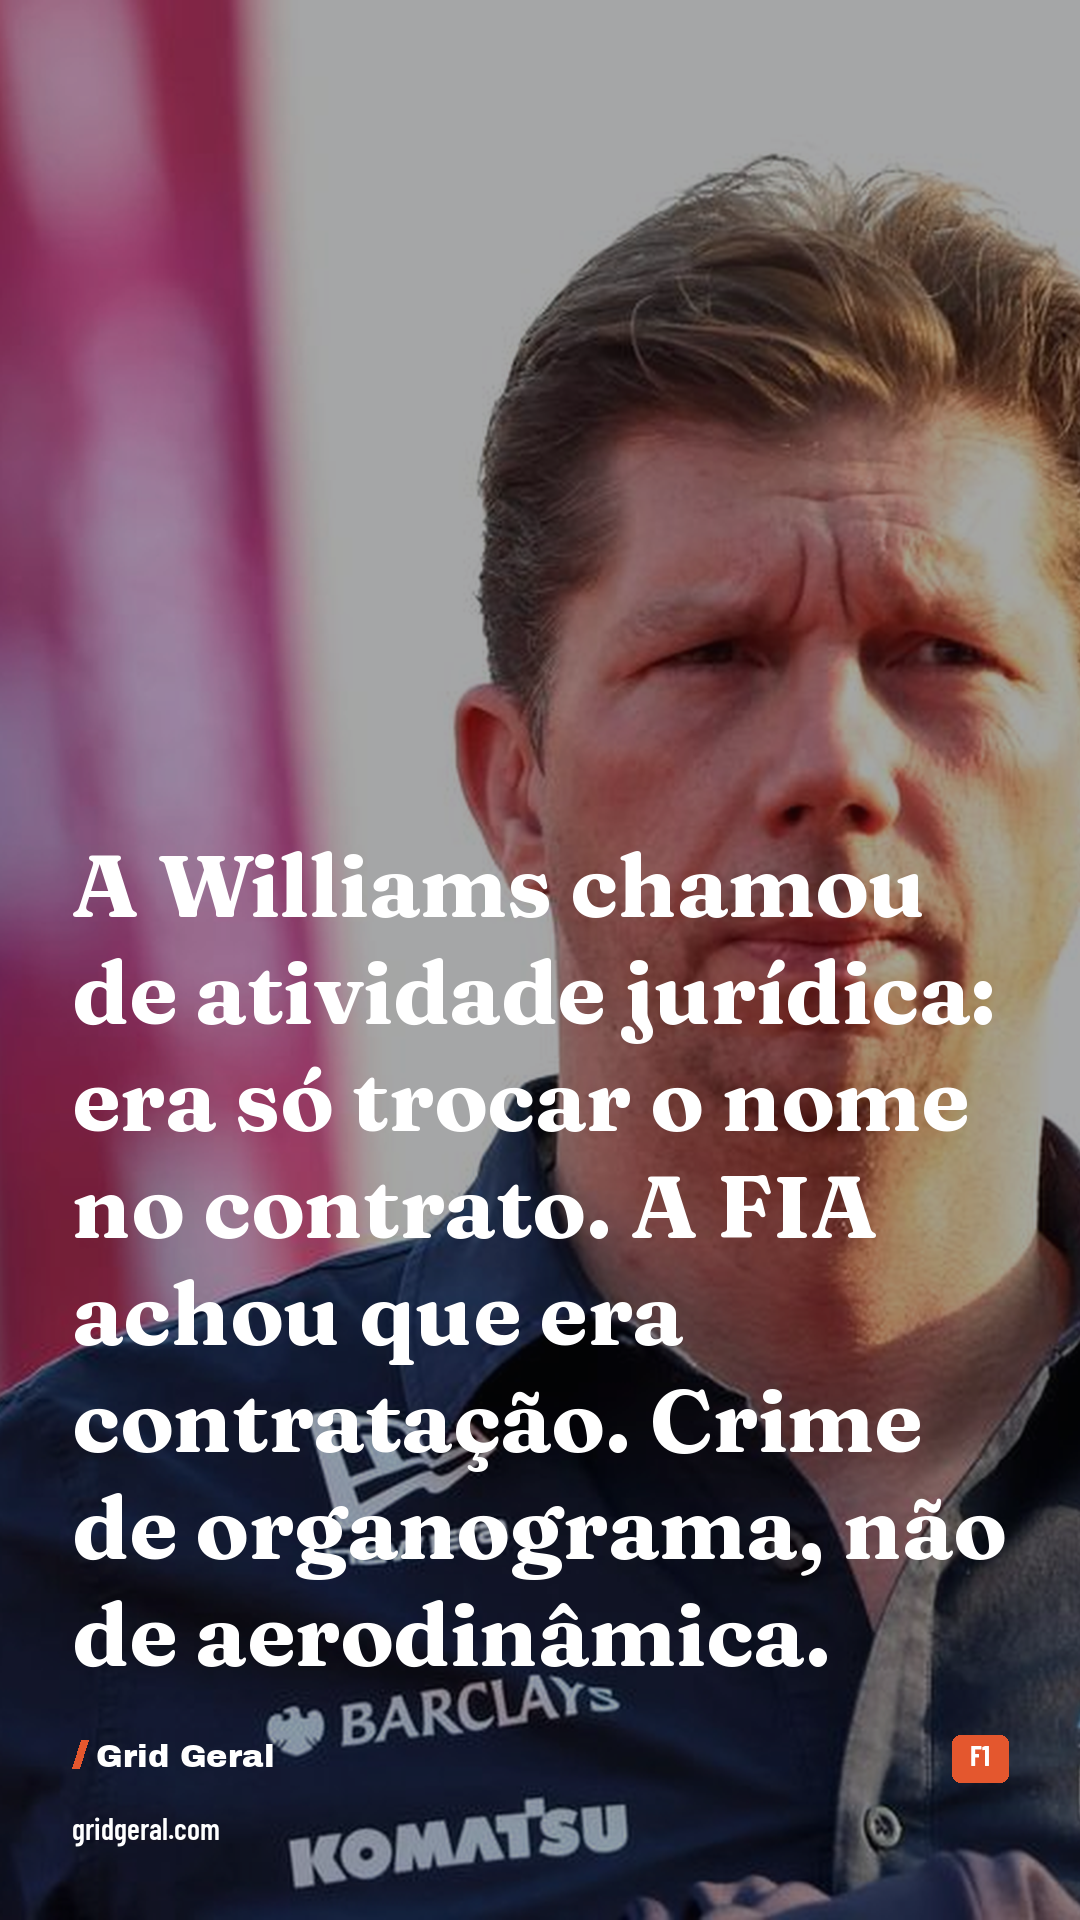 A Williams chamou
de atividade jurídica:
era só trocar o nome
no contrato. A FIA
achou que era
contratação. Crime
de organograma, não
de aerodinâmica.
BARCLAYS
Grid Geral
F1
gridgeral.com
KOMATSU